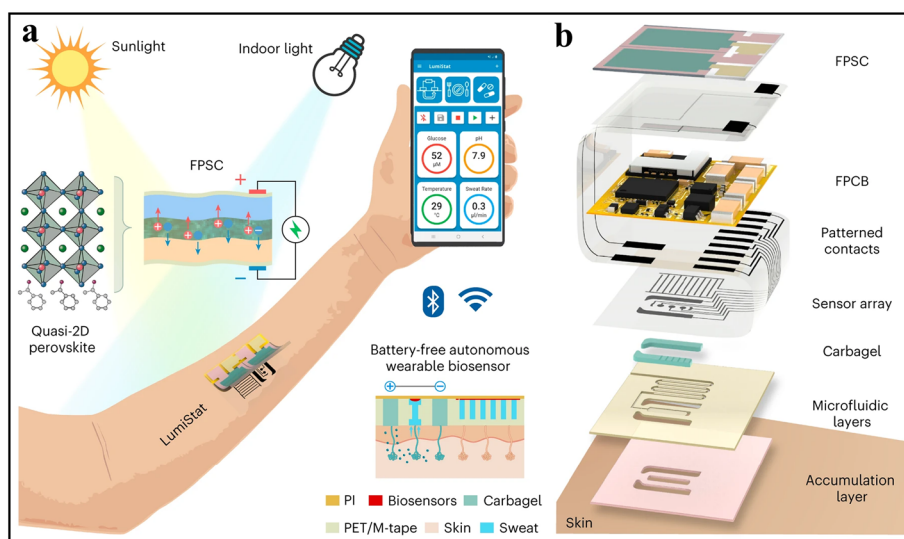 a
Sunlight
Indoor light
FPSC
+
−
Quasi-2D
perovskite
LumiStat
LumiStat
Glucose
52
µM
pH
7.9
Temperature
29
°C
Sweat Rate
0.3
µl/min
Battery-free autonomous
wearable biosensor
+ −
PI Biosensors Carbagel
PET/M-tape Skin Sweat
b
FPSC
FPCB
Patterned
contacts
Sensor array
Carbagel
Microfluidic
layers
Accumulation
layer
Skin